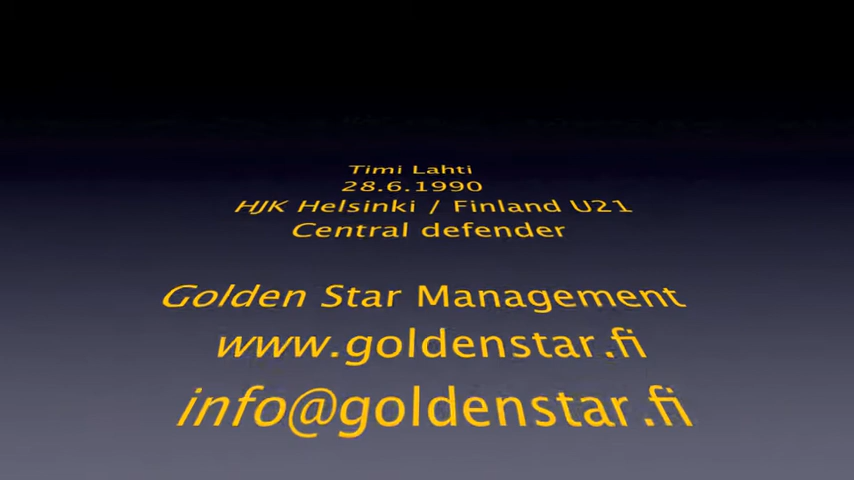 Timi Lahti
28.6.1990
HJK Helsinki / Finland U21
Central defender
Golden Star Management
www.goldenstar.fi
info@goldenstar.fi